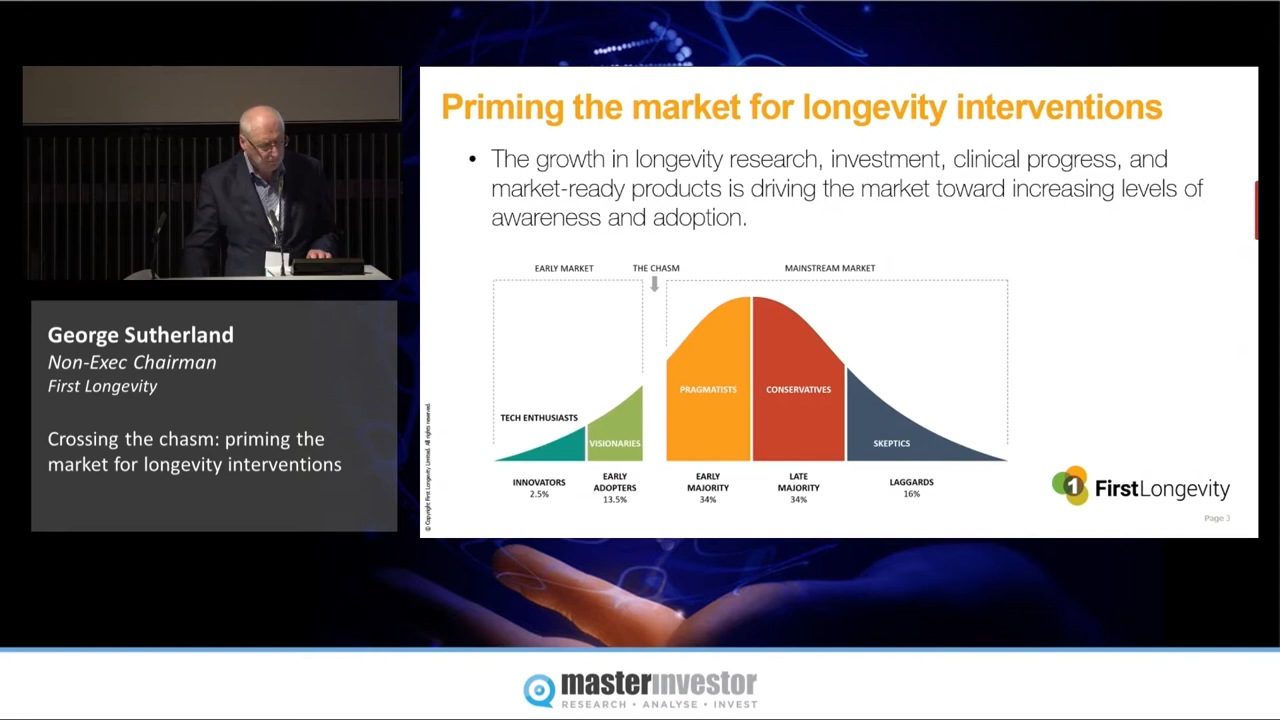 George Sutherland
Non-Exec Chairman
First Longevity
Crossing the chasm: priming the
market for longevity interventions
Priming the market for longevity interventions
• The growth in longevity research, investment, clinical progress, and
market-ready products is driving the market toward increasing levels of
awareness and adoption.
EARLY MARKET
THE CHASM
MAINSTREAM MARKET
TECH ENTHUSIASTS
VISIONARIES
PRAGMATISTS
CONSERVATIVES
SKEPTICS
INNOVATORS
2.5%
EARLY
ADOPTERS
13.5%
EARLY
MAJORITY
34%
LATE
MAJORITY
34%
LAGGARDS
16%
© Copyright First Longevity Limited. All rights reserved.
1 FirstLongevity
Page 3
masterinvestor
RESEARCH • ANALYSE • INVEST